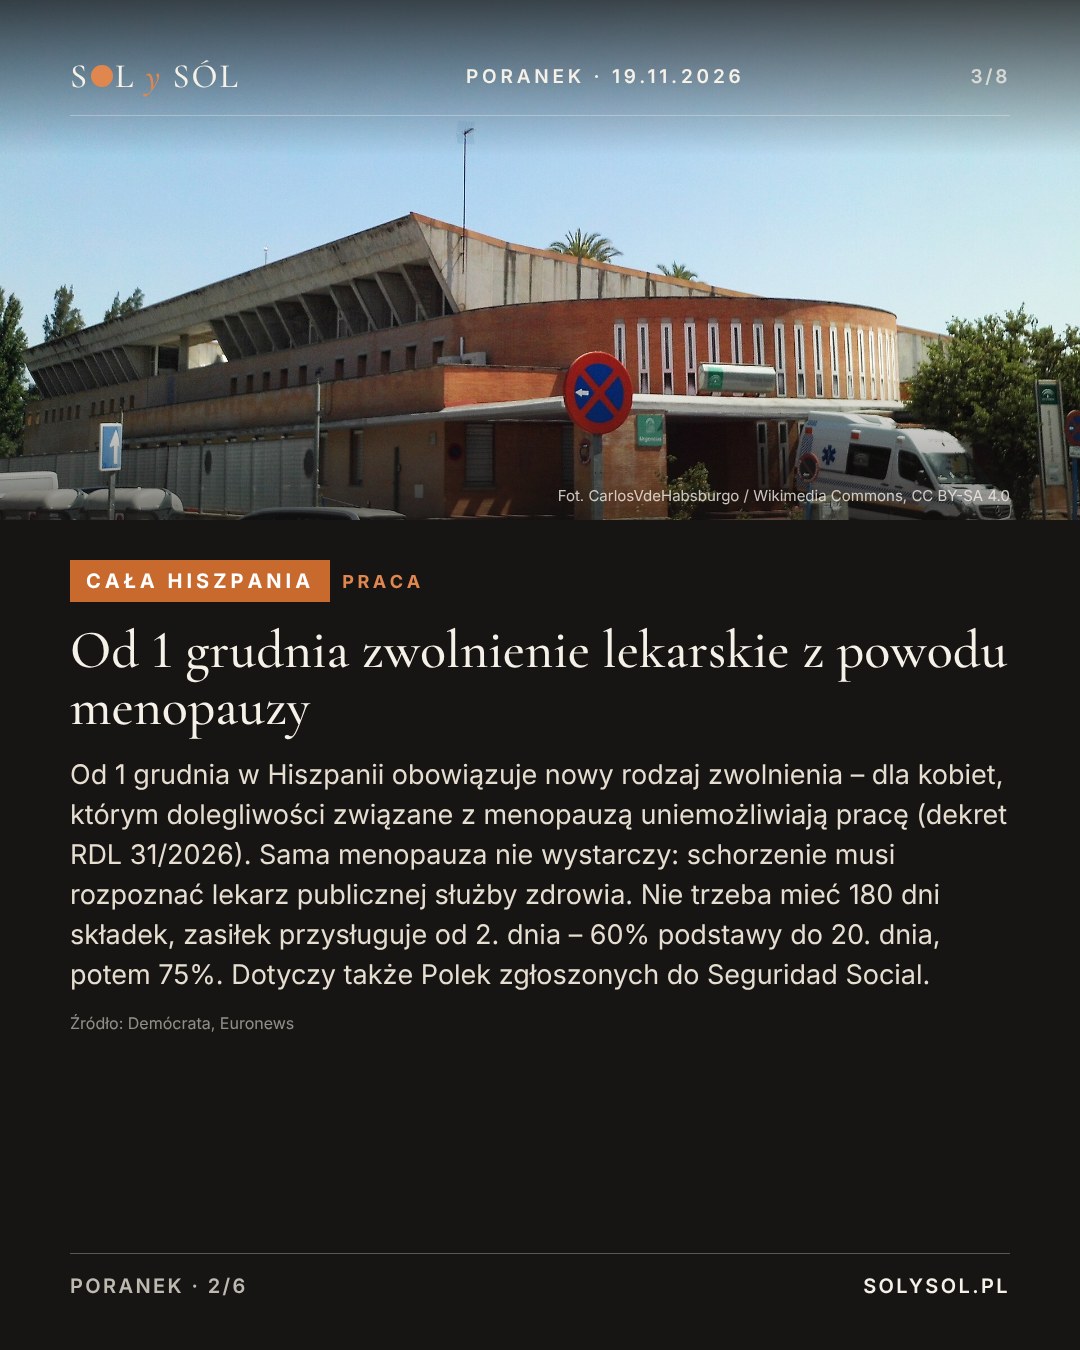 SOL y SÓL
PORANEK · 19.11.2026
3/8
Fot. CarlosVdeHabsburgo / Wikimedia Commons, CC BY-SA 4.0
CAŁA HISZPANIA
PRACA
Od 1 grudnia zwolnienie lekarskie z powodu
menopauzy
Od 1 grudnia w Hiszpanii obowiązuje nowy rodzaj zwolnienia – dla kobiet,
którym dolegliwości związane z menopauzą uniemożliwiają pracę (dekret
RDL 31/2026). Sama menopauza nie wystarczy: schorzenie musi
rozpoznać lekarz publicznej służby zdrowia. Nie trzeba mieć 180 dni
składek, zasiłek przysługuje od 2. dnia – 60% podstawy do 20. dnia,
potem 75%. Dotyczy także Polek zgłoszonych do Seguridad Social.
Źródło: Demócrata, Euronews
PORANEK · 2/6
SOLYSOL.PL